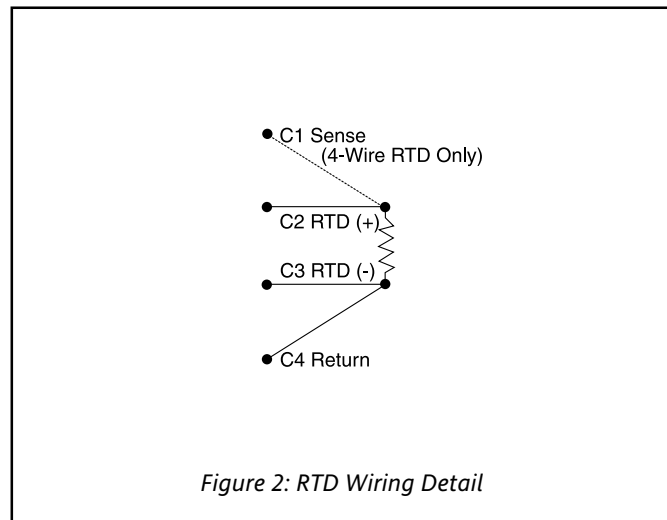 C1 Sense
(4-Wire RTD Only)
C2 RTD (+)
C3 RTD (-)
C4 Return
Figure 2: RTD Wiring Detail